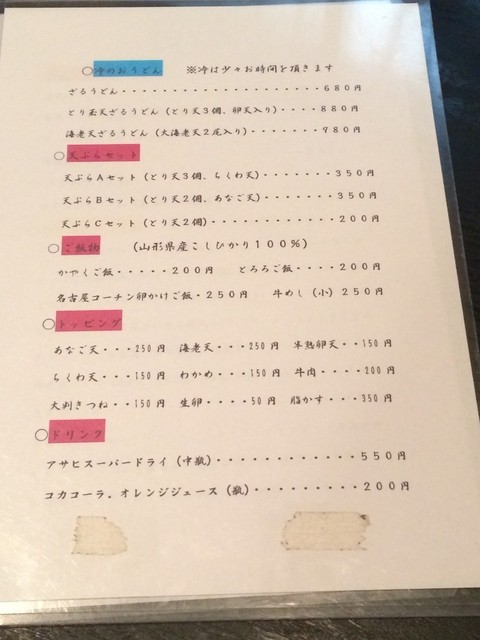 ○冷のおうどん　※冷は少々お時間を頂きます
ざるうどん・・・・・・・・・・・・・・・・・・・・680円
とり玉天ざるうどん（とり天3個、卵天入り）・・・・880円
海老天ざるうどん（大海老天2尾入り）・・・・980円
○天ぷらセット
天ぷらAセット（とり天3個、ちくわ天）・・・・・・・350円
天ぷらBセット（とり天2個、あなご天）・・・・・・・350円
天ぷらCセット（とり天2個）・・・・・・・・・・・・200円
○ご飯物　（山形県産こしひかり100%）
かやくご飯・・・・・200円　とろろご飯・・・・200円
名古屋コーチン卵かけご飯・250円　牛めし（小）250円
○トッピング
あなご天・・・250円　海老天・・・250円　半熟卵天・・150円
ちくわ天・・・150円　わかめ・・・150円　牛肉・・・・200円
大判きつね・・150円　生卵・・・・50円　脂かす・・・350円
○ドリンク
アサヒスーパードライ（中瓶）・・・・・・・・・・・・550円
コカコーラ。オレンジジュース（瓶）・・・・・・・・・200円